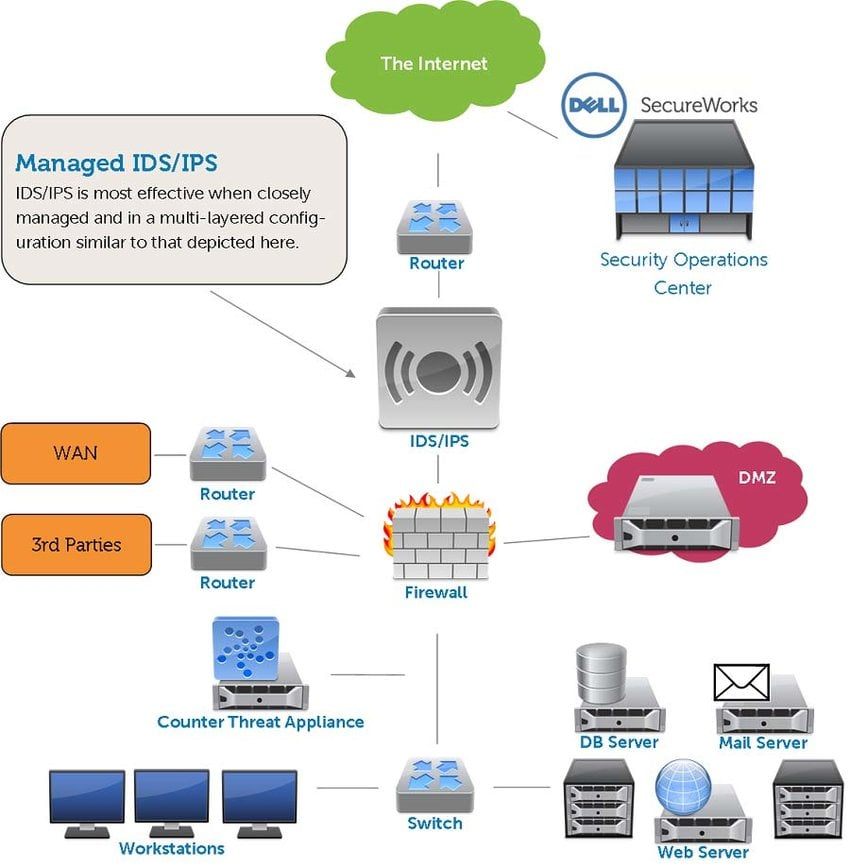 The Internet
DELL SecureWorks
Managed IDS/IPS
IDS/IPS is most effective when closely
managed and in a multi-layered config-
uration similar to that depicted here.
Router
Security Operations
Center
IDS/IPS
WAN
Router
DMZ
3rd Parties
Router
Firewall
Counter Threat Appliance
DB Server
Mail Server
Switch
Workstations
Web Server